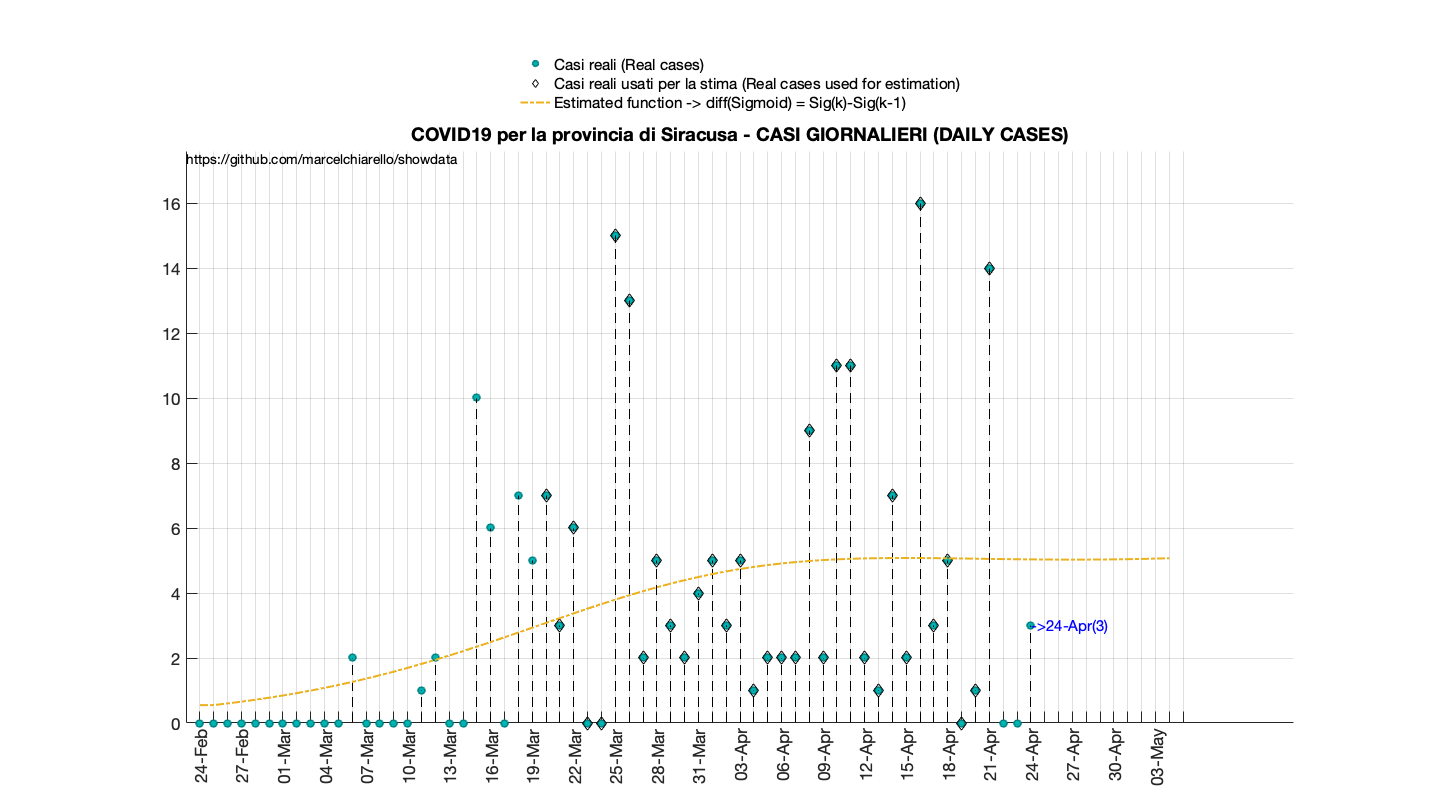 Casi reali (Real cases)
Casi reali usati per la stima (Real cases used for estimation)
Estimated function -> diff(Sigmoid) = Sig(k)-Sig(k-1)
COVID19 per la provincia di Siracusa - CASI GIORNALIERI (DAILY CASES)
https://github.com/marcelchiarello/showdata
16
14
12
10
8
6
4
2
0
->24-Apr(3)
24-Feb
27-Feb
01-Mar
04-Mar
07-Mar
10-Mar
13-Mar
16-Mar
19-Mar
22-Mar
25-Mar
28-Mar
31-Mar
03-Apr
06-Apr
09-Apr
12-Apr
15-Apr
18-Apr
21-Apr
24-Apr
27-Apr
30-Apr
03-May